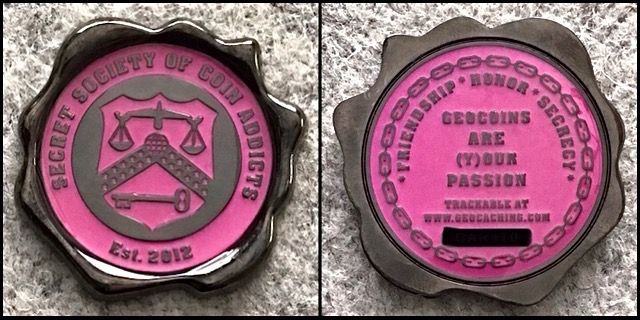 SECRET SOCIETY OF COIN ADDICTS
Est. 2012
*FRIENDSHIP * HONOR * SECRECY*
GEOCOINS
ARE
(Y)OUR
PASSION
TRACKABLE AT
WWW.GEOCACHING.COM